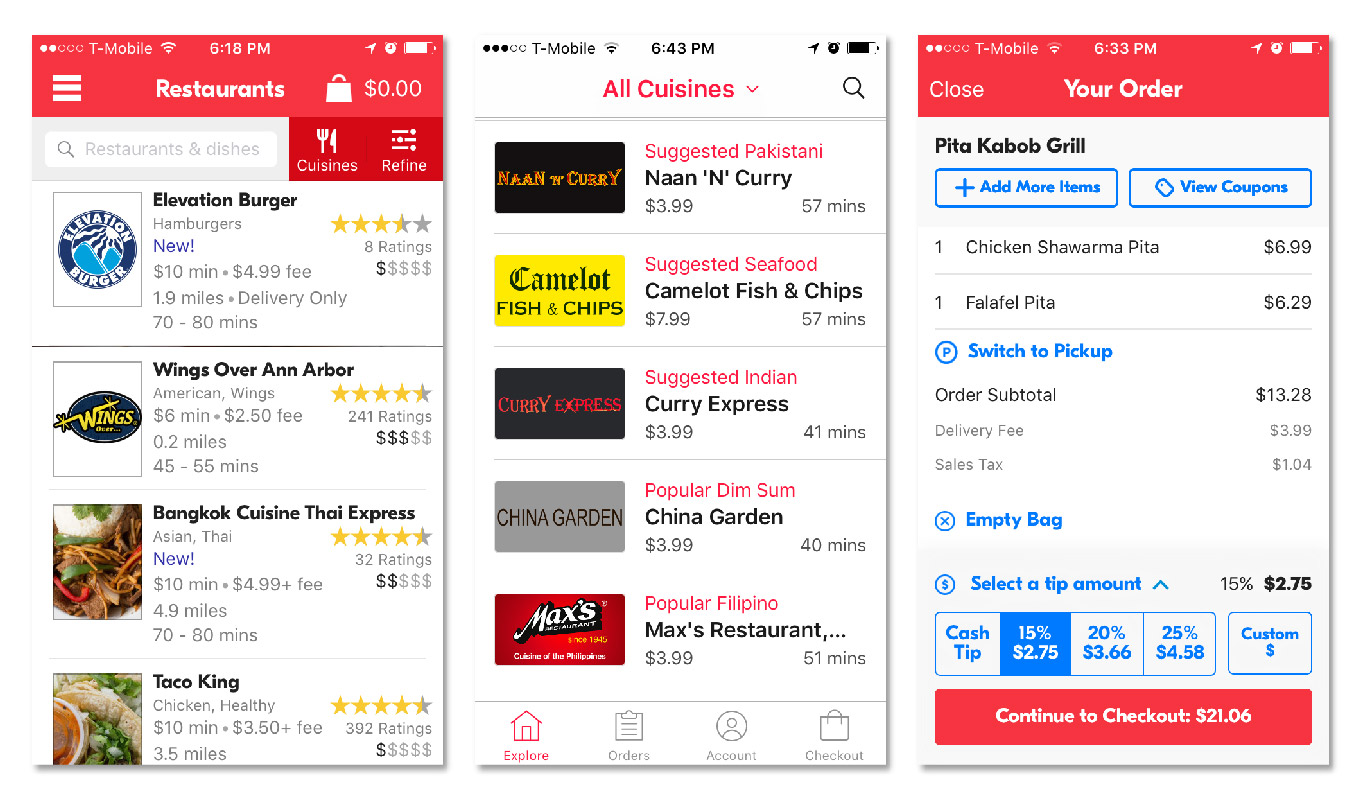 T-Mobile 6:18 PM
Restaurants $0.00
Restaurants & dishes
Cuisines Refine
ELEVATION BURGER
Elevation Burger
Hamburgers
New! 8 Ratings
$10 min • $4.99 fee $$$$$
1.9 miles • Delivery Only
70 - 80 mins
WINGS Over...
Wings Over Ann Arbor
American, Wings
$6 min • $2.50 fee 241 Ratings
0.2 miles $$$$$
45 - 55 mins
Bangkok Cuisine Thai Express
Asian, Thai
New! 32 Ratings
$10 min • $4.99+ fee $$$$$
4.9 miles
70 - 80 mins
Taco King
Chicken, Healthy
$10 min • $3.50+ fee 392 Ratings
3.5 miles $$$$$
T-Mobile 6:43 PM
All Cuisines
NAAN 'N' CURRY
Suggested Pakistani
Naan 'N' Curry
$3.99 57 mins
Camelot
FISH & CHIPS
Suggested Seafood
Camelot Fish & Chips
$7.99 57 mins
CURRY EXPRESS
Suggested Indian
Curry Express
$3.99 41 mins
CHINA GARDEN
Popular Dim Sum
China Garden
$3.99 40 mins
Max's ®
RESTAURANT
since 1945
Cuisine of the Philippines
Popular Filipino
Max's Restaurant,...
$3.99 51 mins
Explore Orders Account Checkout
T-Mobile 6:33 PM
Close Your Order
Pita Kabob Grill
Add More Items View Coupons
1 Chicken Shawarma Pita $6.99
1 Falafel Pita $6.29
P Switch to Pickup
Order Subtotal $13.28
Delivery Fee $3.99
Sales Tax $1.04
Empty Bag
$ Select a tip amount 15% $2.75
Cash 15% 20% 25% Custom
Tip $2.75 $3.66 $4.58 $
Continue to Checkout: $21.06